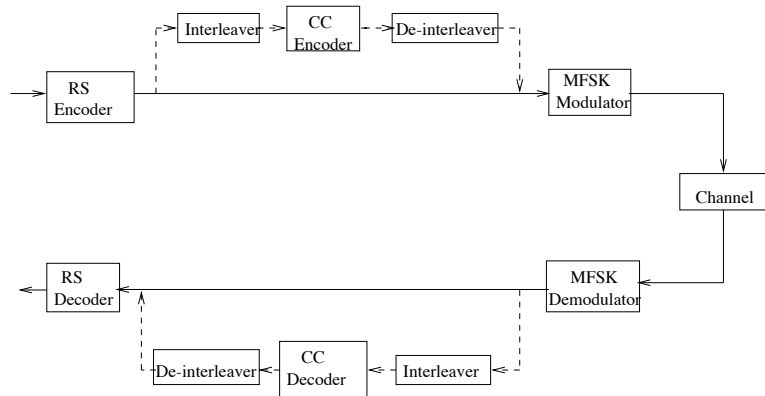 Interleaver
CC
Encoder
De-interleaver
RS
Encoder
MFSK
Modulator
Channel
RS
Decoder
MFSK
Demodulator
De-interleaver
CC
Decoder
Interleaver